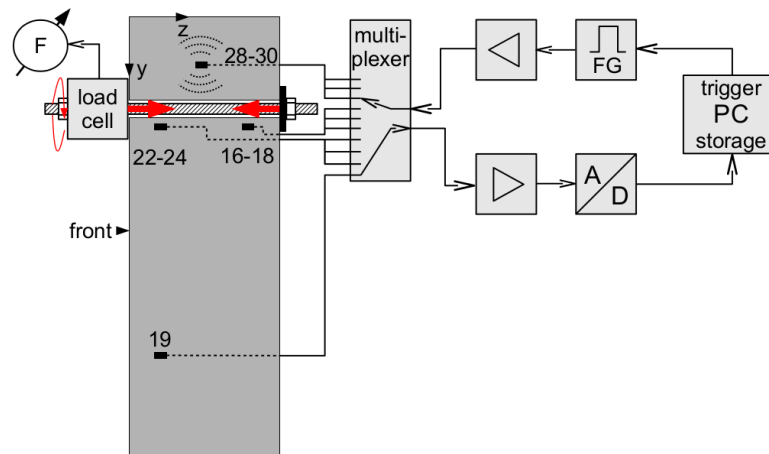 F
z
y
28-30
multi-
plexer
FG
load
cell
trigger
PC
storage
22-24
16-18
A
D
front
19